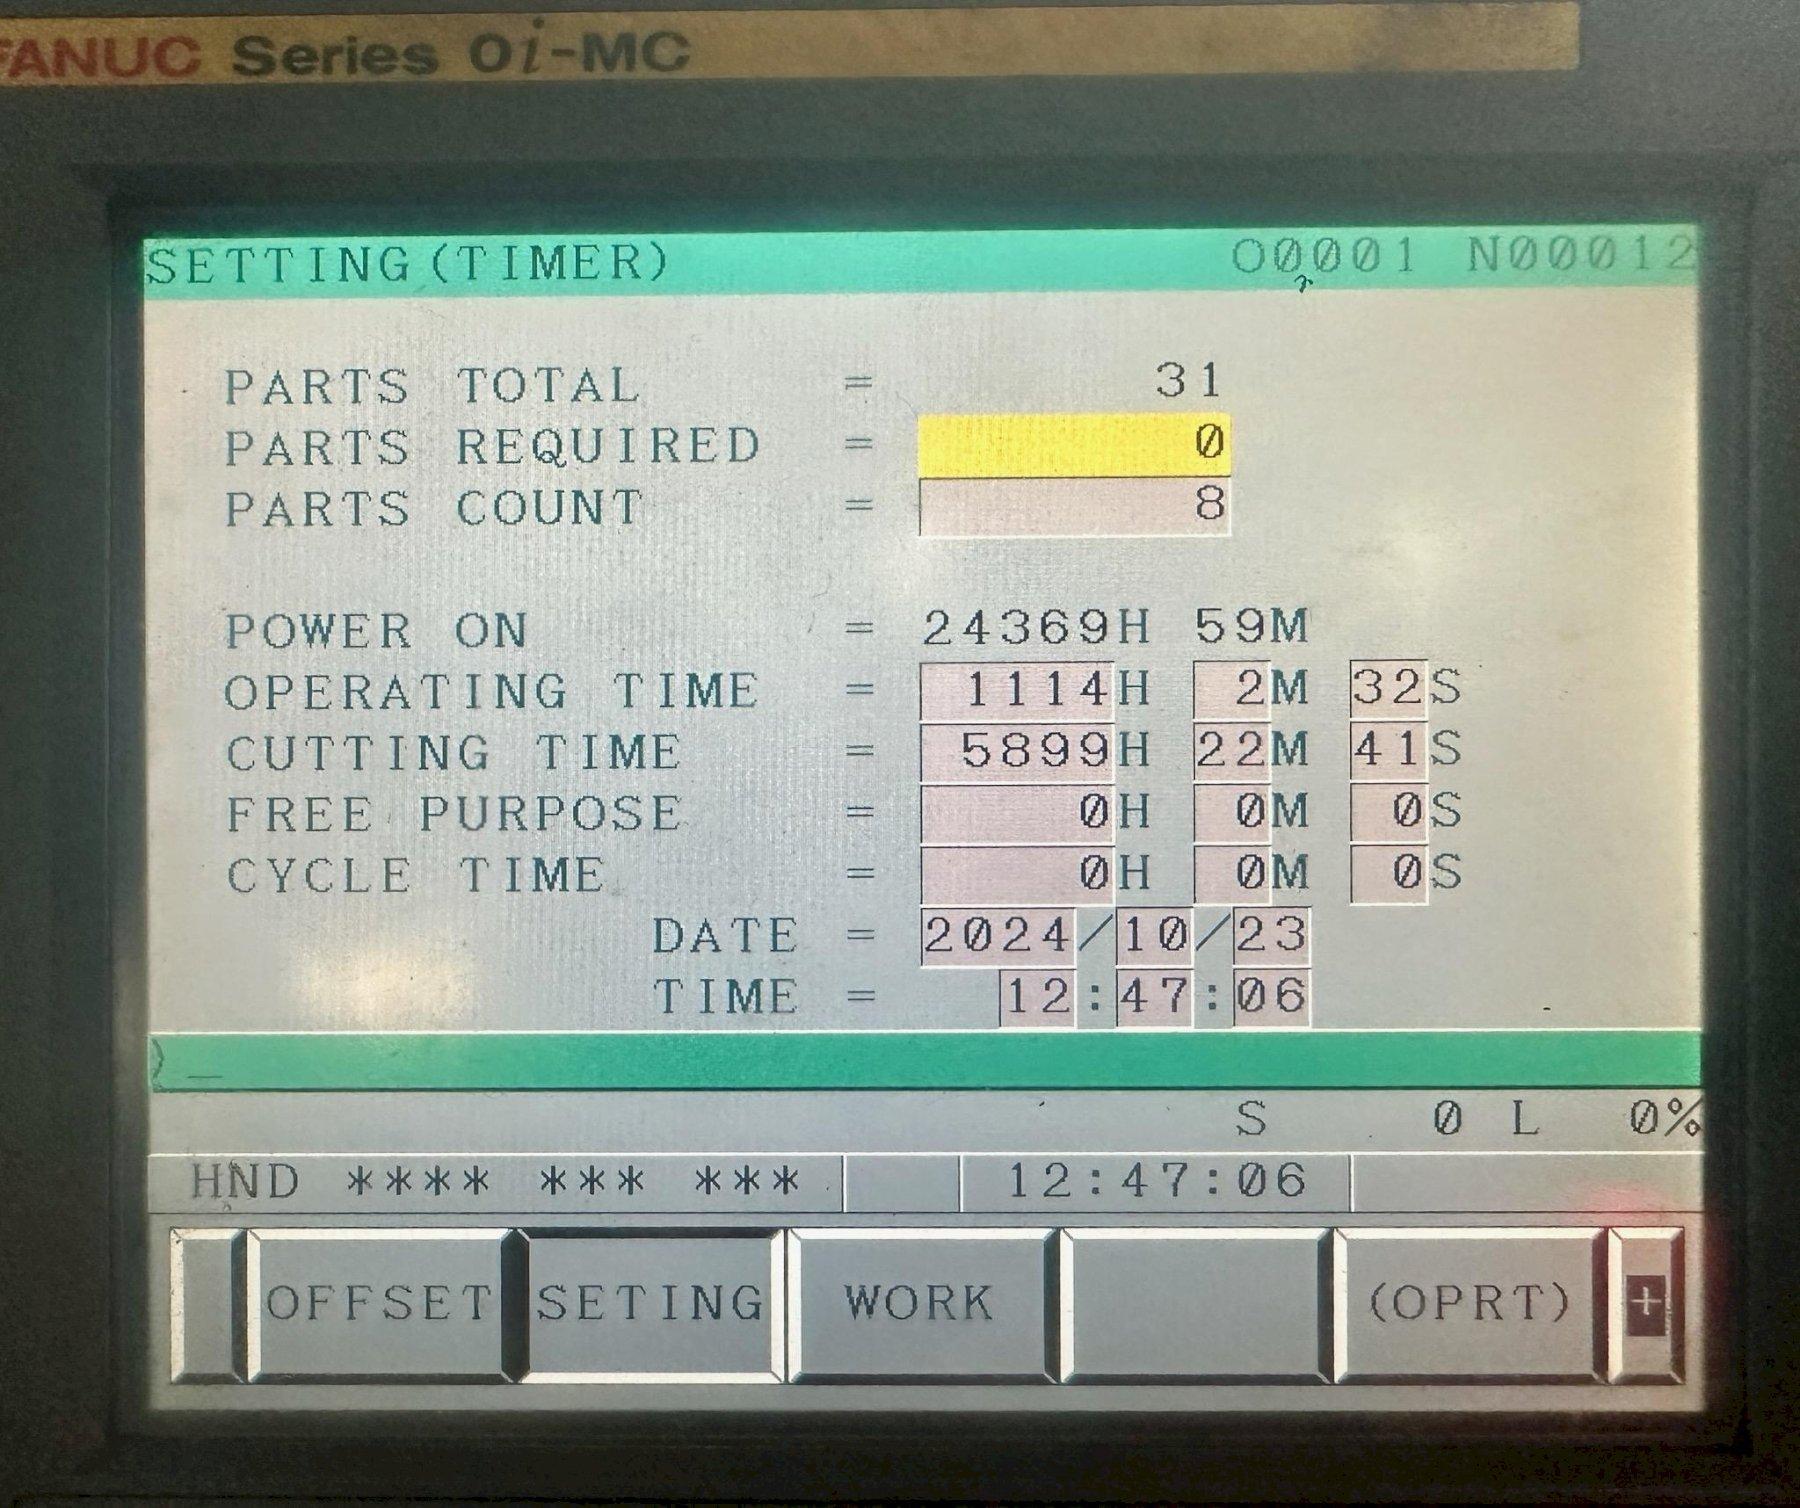 FANUC Series 0i-MC
SETTING(TIMER) O0001 N00012
PARTS TOTAL = 31
PARTS REQUIRED = 0
PARTS COUNT = 8
POWER ON = 24369H 59M
OPERATING TIME = 1114H 2M 32S
CUTTING TIME = 5899H 22M 41S
FREE PURPOSE = 0H 0M 0S
CYCLE TIME = 0H 0M 0S
DATE = 2024/10/23
TIME = 12:47:06
)_
S 0 L 0%
HND **** *** *** 12:47:06
OFFSET SETING WORK (OPRT) +